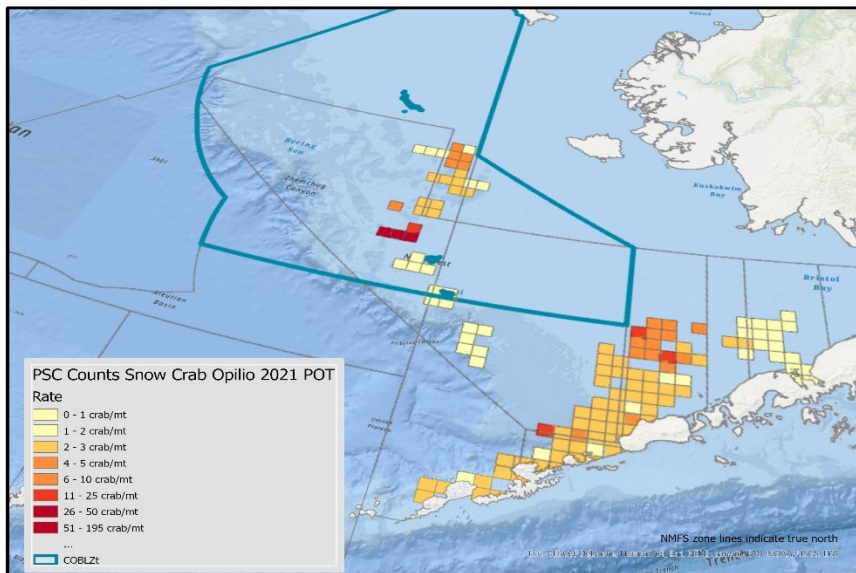 Bering
Sea
Zhemchug
Canyon
Kuskokwim
Bay
Bristol
Bay
Aleutian
Basin
Pribilof Canyon
PSC Counts Snow Crab Opilio 2021 POT
Rate
0 - 1 crab/mt
1 - 2 crab/mt
2 - 3 crab/mt
4 - 5 crab/mt
6 - 10 crab/mt
11 - 25 crab/mt
26 - 50 crab/mt
51 - 195 crab/mt
...
COBLZt
NMFS zone lines indicate true north